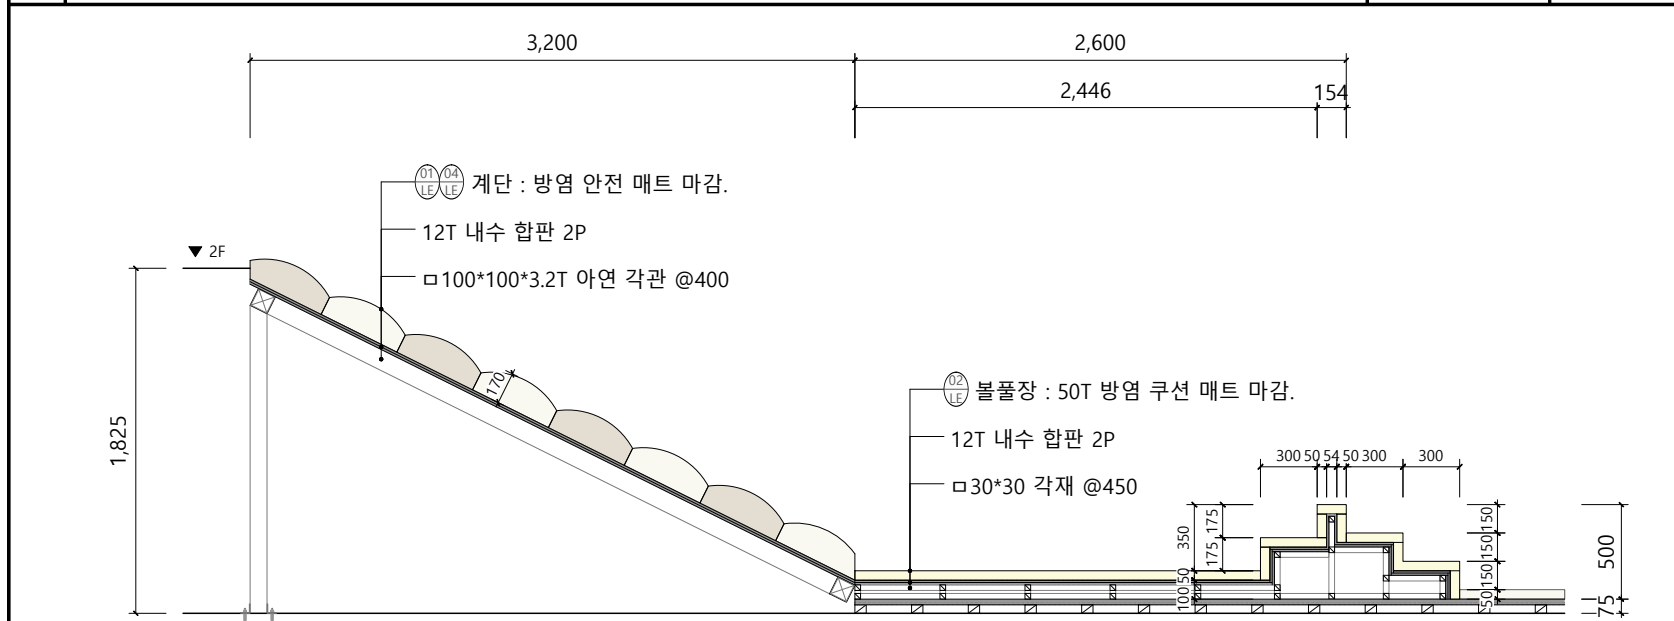 3,200
2,600
2,446
154
01 04
LE LE
계단 : 방염 안전 매트 마감.
12T 내수 합판 2P
▼ 2F
ㅁ100*100*3.2T 아연 각관 @400
170
02
LE
볼풀장 : 50T 방염 쿠션 매트 마감.
12T 내수 합판 2P
ㅁ30*30 각재 @450
1,825
300 50 54 50 300
300
350
175
175
50
100
150
150
150
50
500
75